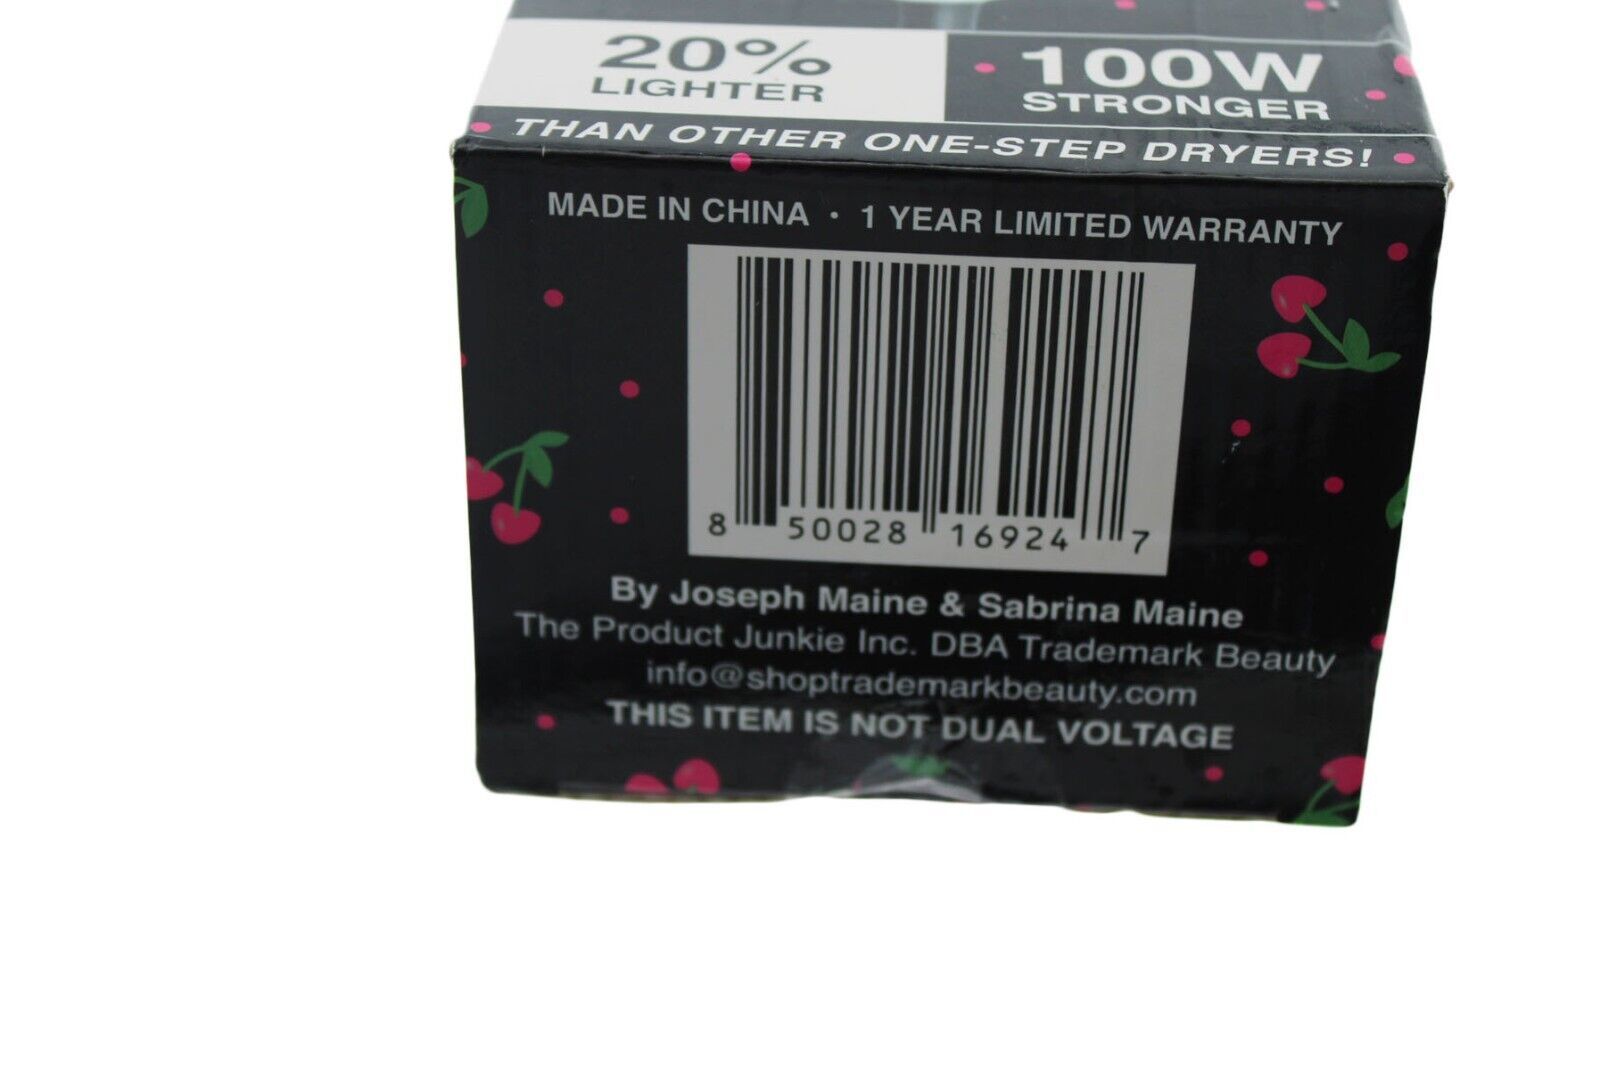 20% 100W
LIGHTER STRONGER
THAN OTHER ONE-STEP DRYERS!
MADE IN CHINA • 1 YEAR LIMITED WARRANTY
8 50028 16924 7
By Joseph Maine & Sabrina Maine
The Product Junkie Inc. DBA Trademark Beauty
info@shoptrademarkbeauty.com
THIS ITEM IS NOT DUAL VOLTAGE